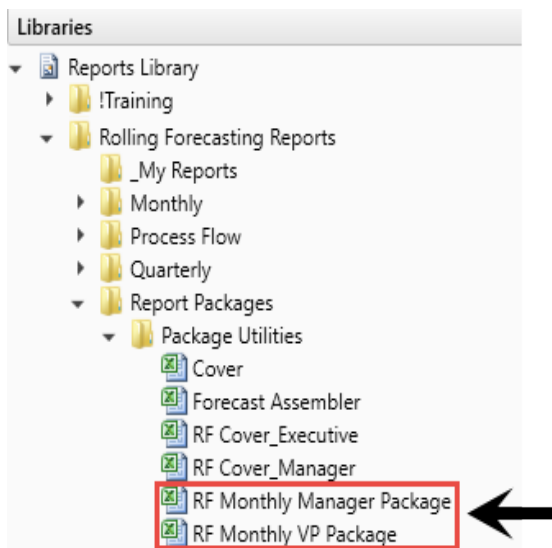 Libraries
Reports Library
!Training
Rolling Forecasting Reports
_My Reports
Monthly
Process Flow
Quarterly
Report Packages
Package Utilities
Cover
Forecast Assembler
RF Cover_Executive
RF Cover_Manager
RF Monthly Manager Package
RF Monthly VP Package